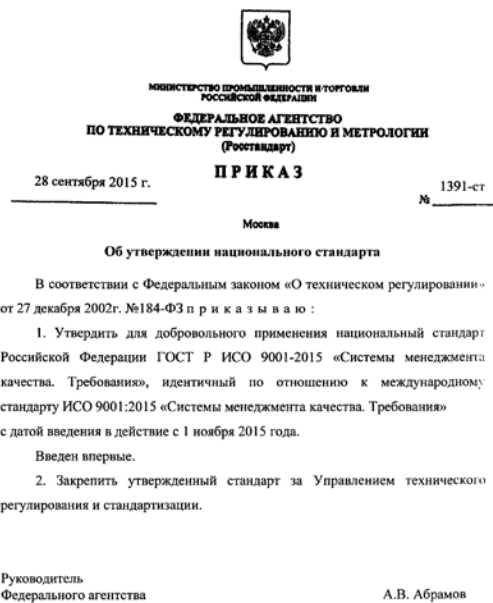 МИНИСТЕРСТВО ПРОМЫШЛЕННОСТИ И ТОРГОВЛИ
РОССИЙСКОЙ ФЕДЕРАЦИИ
ФЕДЕРАЛЬНОЕ АГЕНТСТВО
ПО ТЕХНИЧЕСКОМУ РЕГУЛИРОВАНИЮ И МЕТРОЛОГИИ
(Росстандарт)
ПРИКАЗ
28 сентября 2015 г.
№ 1391-ст
Москва
Об утверждении национального стандарта
В соответствии с Федеральным законом «О техническом регулировании»
от 27 декабря 2002г. №184-ФЗ п р и к а з ы в а ю :
1. Утвердить для добровольного применения национальный стандарт
Российской Федерации ГОСТ Р ИСО 9001-2015 «Системы менеджмента
качества. Требования», идентичный по отношению к международному
стандарту ИСО 9001:2015 «Системы менеджмента качества. Требования»
с датой введения в действие с 1 ноября 2015 года.
Введен впервые.
2. Закрепить утвержденный стандарт за Управлением технического
регулирования и стандартизации.
Руководитель
Федерального агентства
А.В. Абрамов